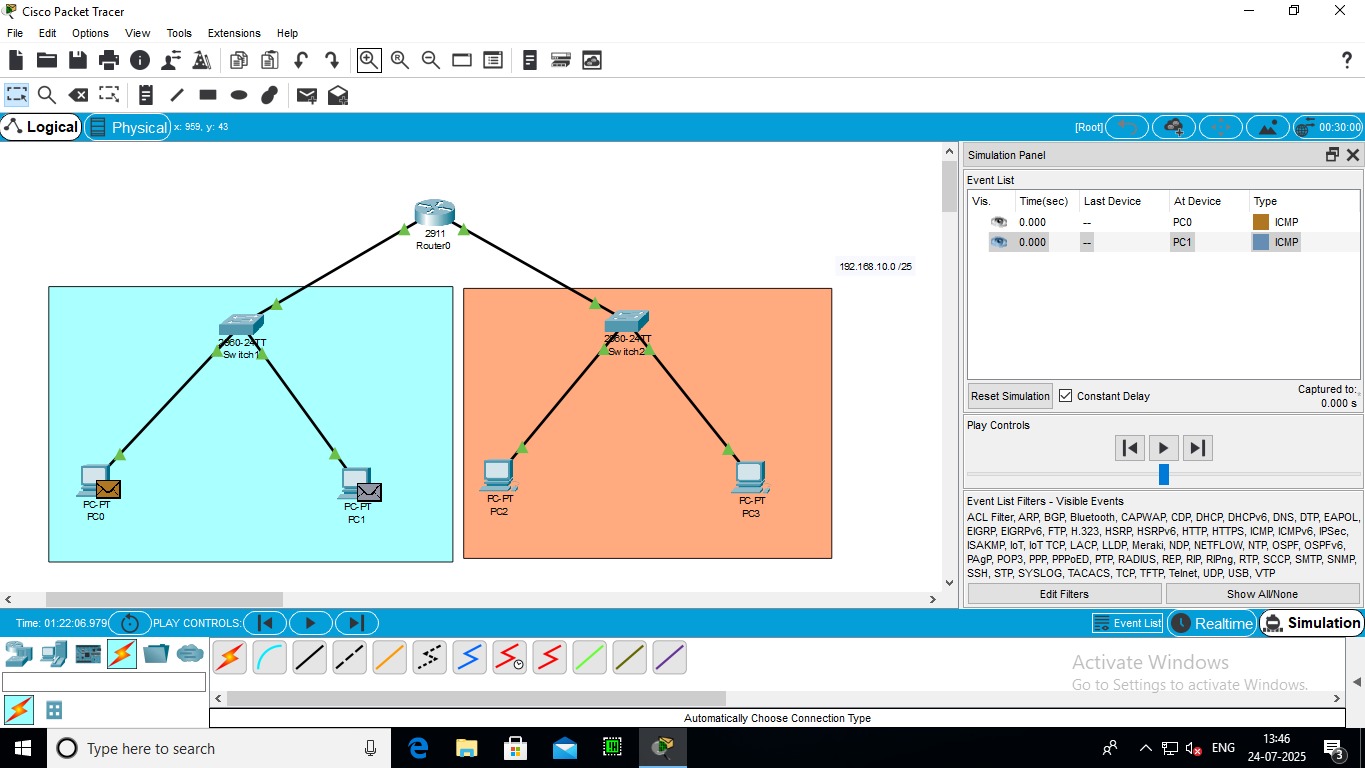 Cisco Packet Tracer
File Edit Options View Tools Extensions Help
Logical Physical x: 959, y: 43 [Root] 00:30:00
2911
Router0
192.168.10.0 /25
2960-24TT
Switch1
2960-24TT
Switch2
PC-PT
PC0
PC-PT
PC1
PC-PT
PC2
PC-PT
PC3
Simulation Panel
Event List
Vis. Time(sec) Last Device At Device Type
0.000 -- PC0 ICMP
0.000 -- PC1 ICMP
Reset Simulation Constant Delay Captured to:
0.000 s
Play Controls
Event List Filters - Visible Events
ACL Filter, ARP, BGP, Bluetooth, CAPWAP, CDP, DHCP, DHCPv6, DNS, DTP, EAPOL,
EIGRP, EIGRPv6, FTP, H.323, HSRP, HSRPv6, HTTP, HTTPS, ICMP, ICMPv6, IPSec,
ISAKMP, IoT, IoT TCP, LACP, LLDP, Meraki, NDP, NETFLOW, NTP, OSPF, OSPFv6,
PAgP, POP3, PPP, PPPoED, PTP, RADIUS, REP, RIP, RIPng, RTP, SCCP, SMTP, SNMP,
SSH, STP, SYSLOG, TACACS, TCP, TFTP, Telnet, UDP, USB, VTP
Edit Filters Show All/None
Time: 01:22:06.979 PLAY CONTROLS: Event List Realtime Simulation
Activate Windows
Go to Settings to activate Windows.
Automatically Choose Connection Type
Type here to search
ENG
13:46
24-07-2025
3